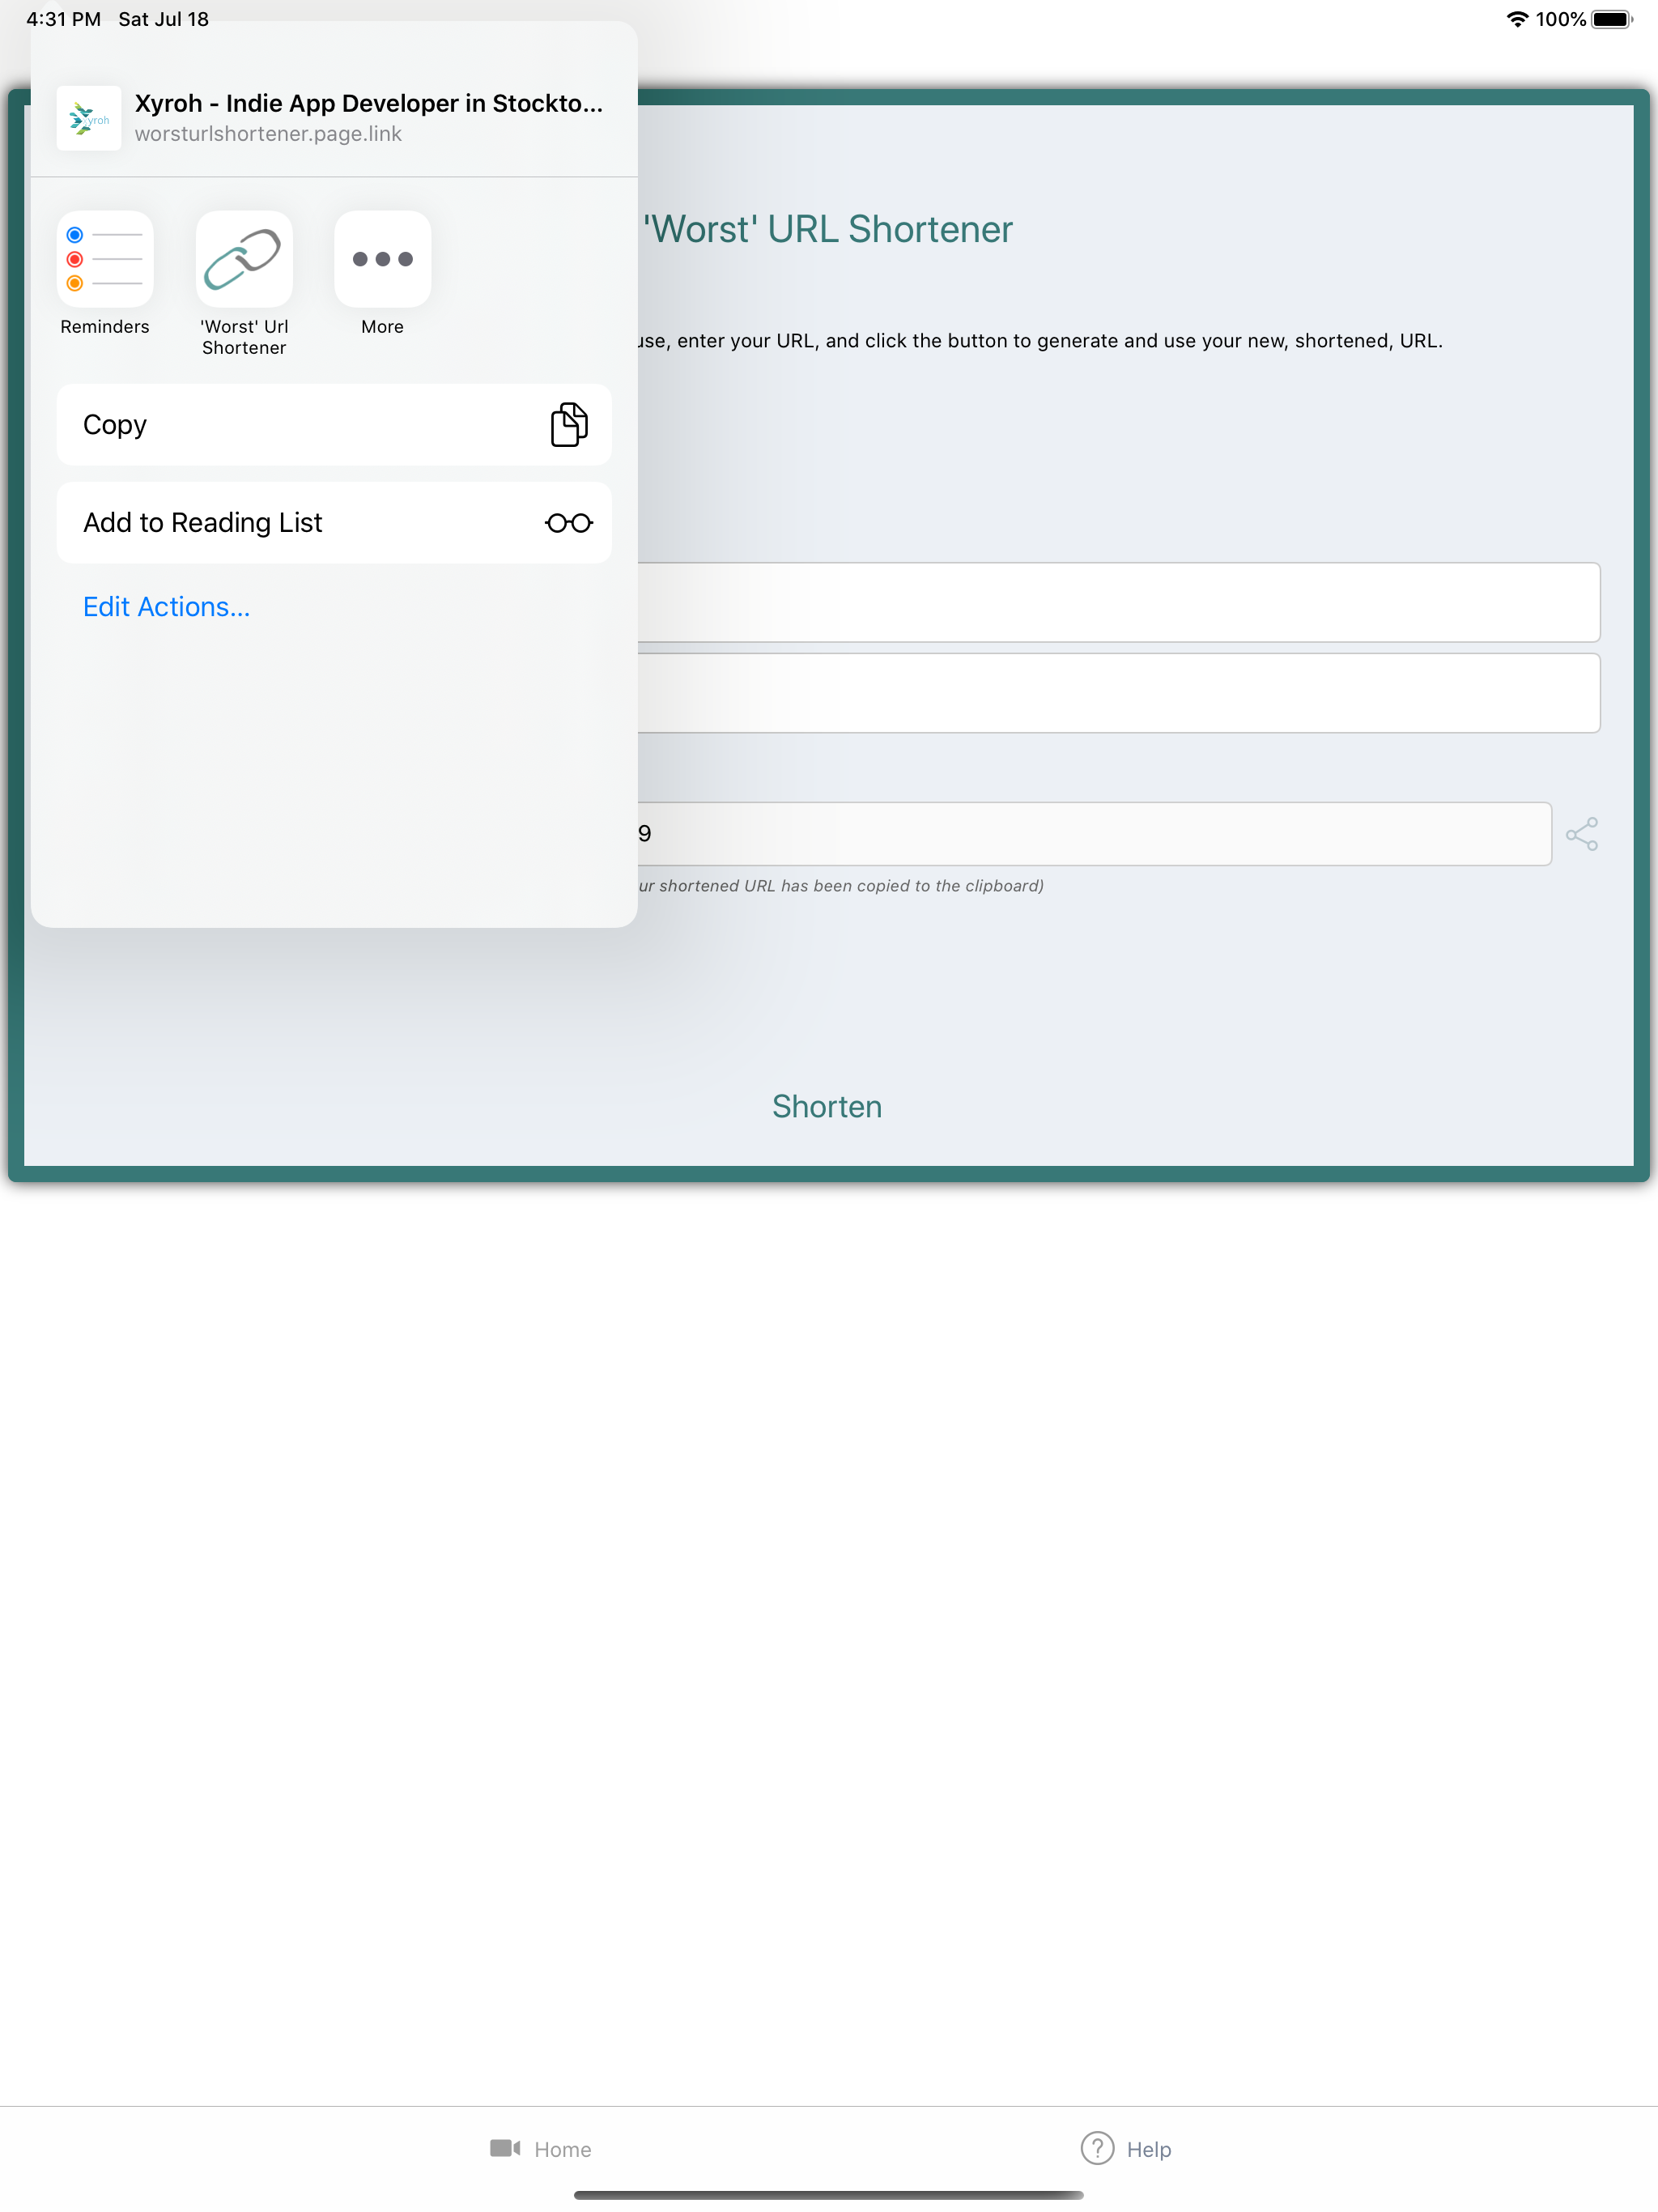 4:31 PM Sat Jul 18
100%
Xyroh - Indie App Developer in Stockto...
worsturlshortener.page.link
yroh
'Worst' URL Shortener
Reminders
'Worst' Url
Shortener
More
use, enter your URL, and click the button to generate and use your new, shortened, URL.
Copy
Add to Reading List
Edit Actions...
9
ur shortened URL has been copied to the clipboard)
Shorten
Home
? Help